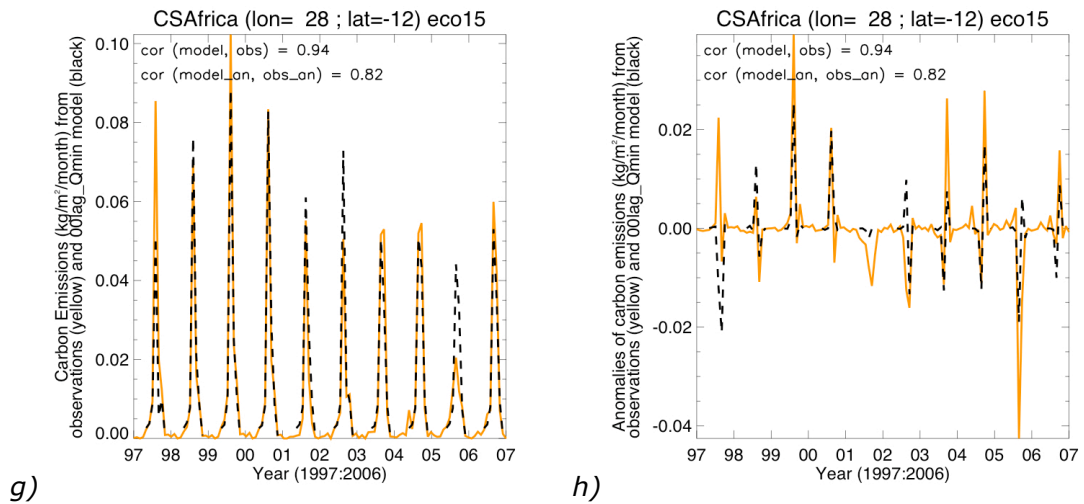 CSAfrica (lon= 28 ; lat=-12) eco15
cor (model, obs) = 0.94
cor (model_an, obs_an) = 0.82
Carbon Emissions (kg/m²/month) from
observations (yellow) and 00lag_Qmin model (black)
0.10
0.08
0.06
0.04
0.02
0.00
97 98 99 00 01 02 03 04 05 06 07
Year (1997:2006)
g)
CSAfrica (lon= 28 ; lat=-12) eco15
cor (model, obs) = 0.94
cor (model_an, obs_an) = 0.82
Anomalies of carbon emissions (kg/m²/month) from
observations (yellow) and 00lag_Qmin model (black)
0.02
0.00
-0.02
-0.04
97 98 99 00 01 02 03 04 05 06 07
Year (1997:2006)
h)